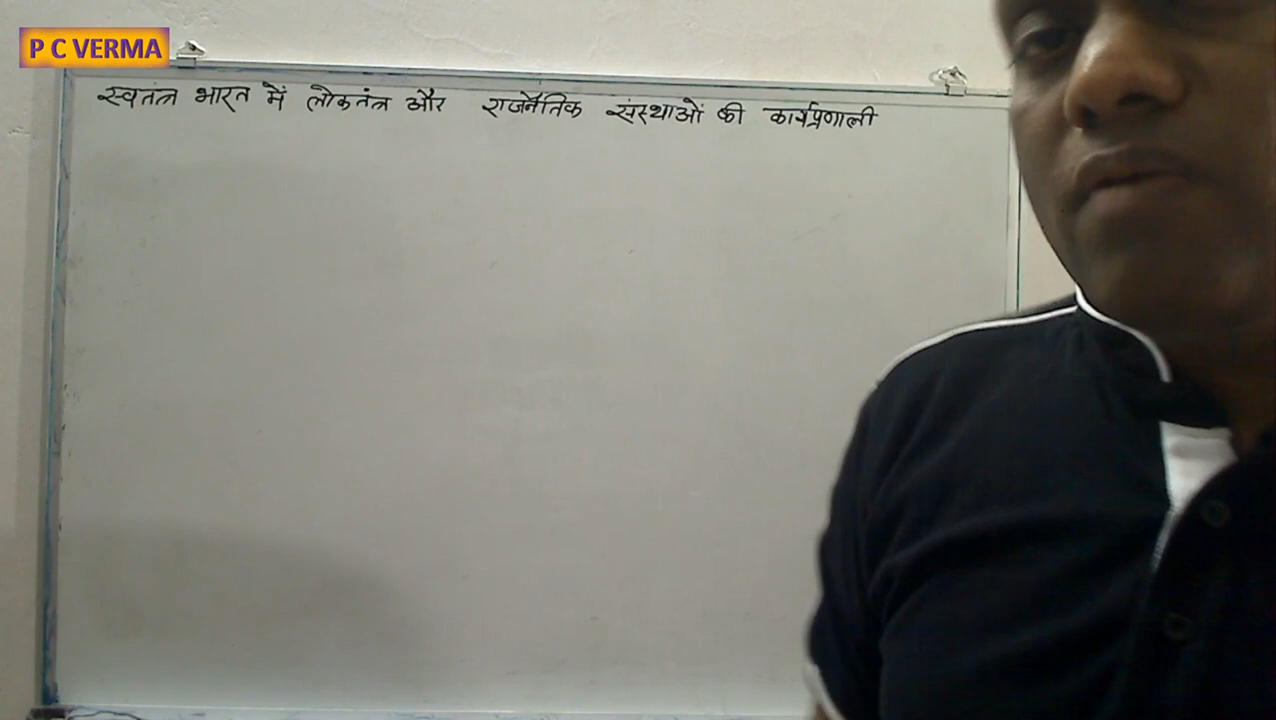 P C VERMA
स्वतंत्र भारत में लोकतंत्र और राजनैतिक संस्थाओं की कार्यप्रणाली